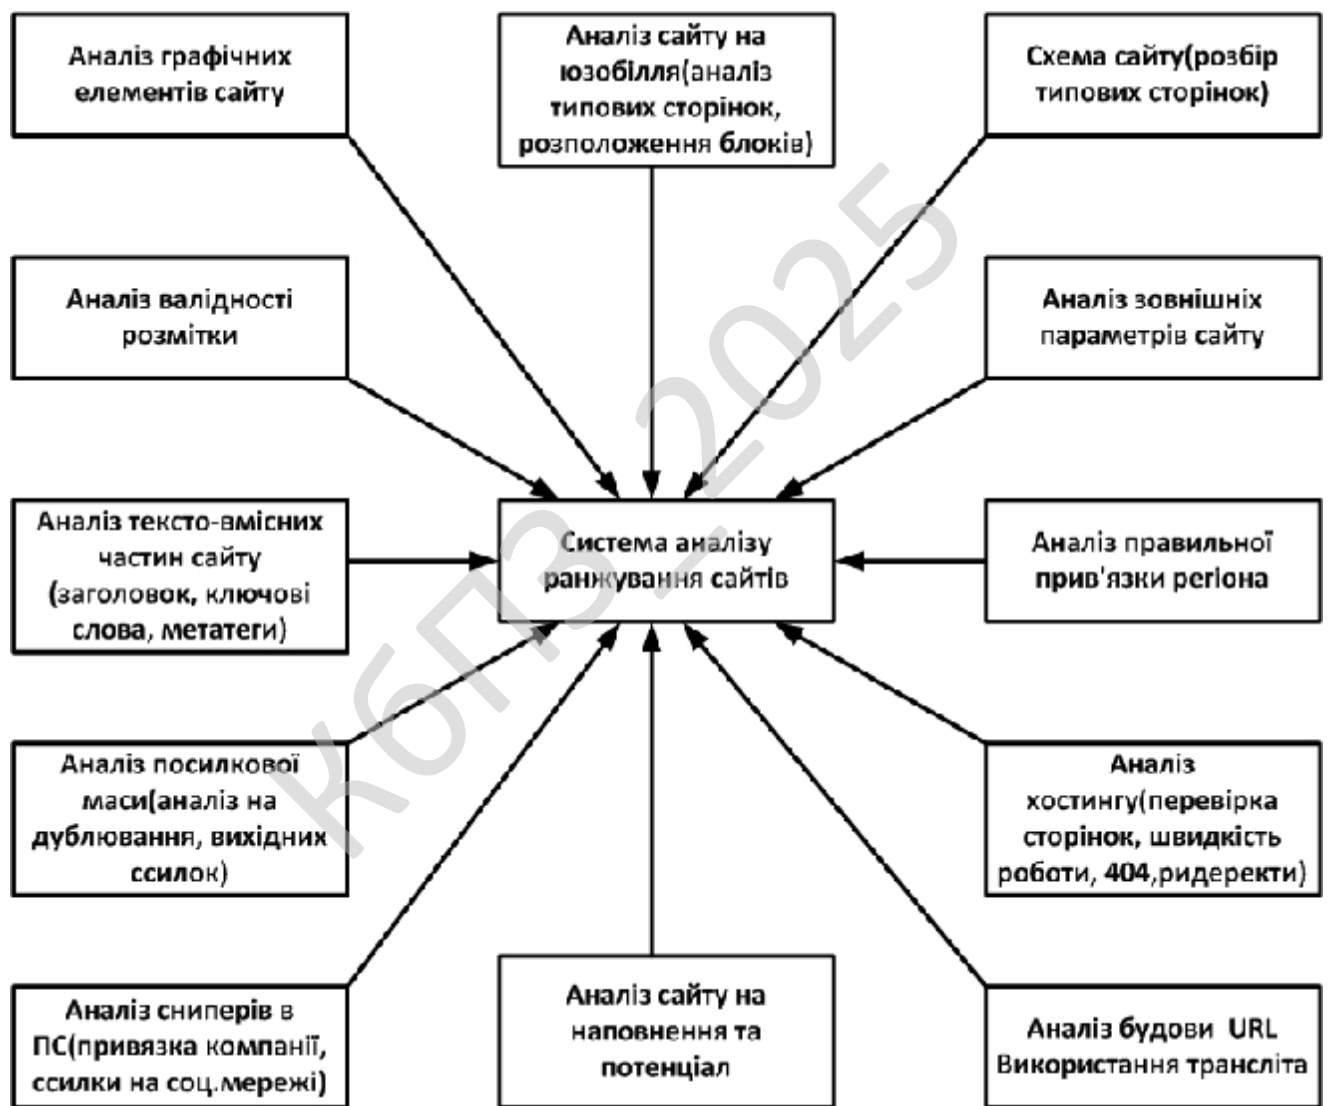 Аналіз графічних
елементів сайту
Аналіз сайту на
юзобілля(аналіз
типових сторінок,
розположення блоків)
Схема сайту(розбір
типових сторінок)
Аналіз валідності
розмітки
Аналіз зовнішніх
параметрів сайту
Аналіз тексто-вмісних
частин сайту
(заголовок, ключові
слова, метатеги)
Система аналізу
ранжування сайтів
Аналіз правильної
прив'язки регіона
Аналіз посилкової
маси(аналіз на
дублювання, вихідних
ссилок)
Аналіз
хостингу(перевірка
сторінок, швидкість
роботи, 404,ридеректи)
Аналіз сниперів в
ПС(привязка компанії,
ссилки на соц.мережі)
Аналіз сайту на
наповнення та
потенціал
Аналіз будови URL
Використання трансліта
КбПЗ_2025